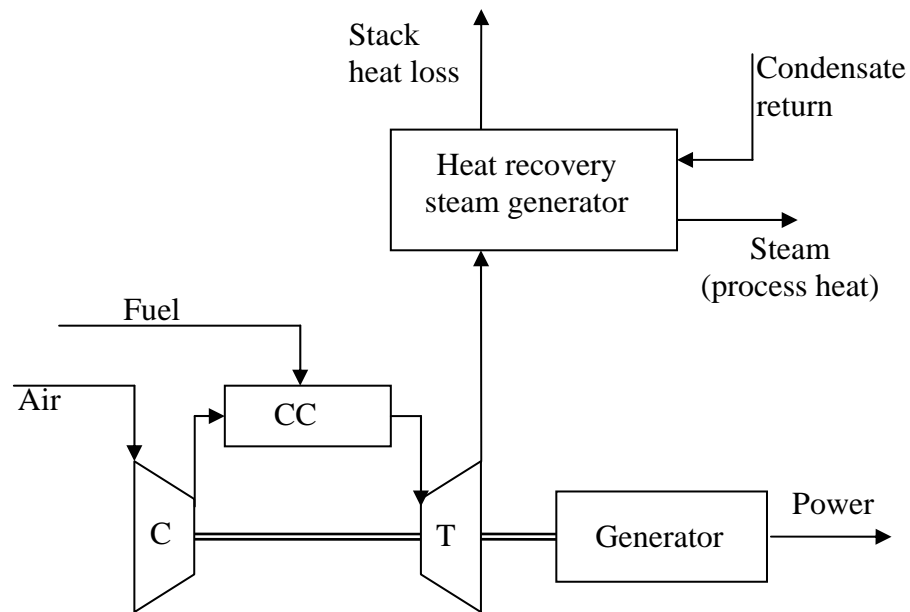 Stack
heat loss
Condensate
return
Heat recovery
steam generator
Steam
(process heat)
Fuel
Air
CC
C
T
Generator
Power